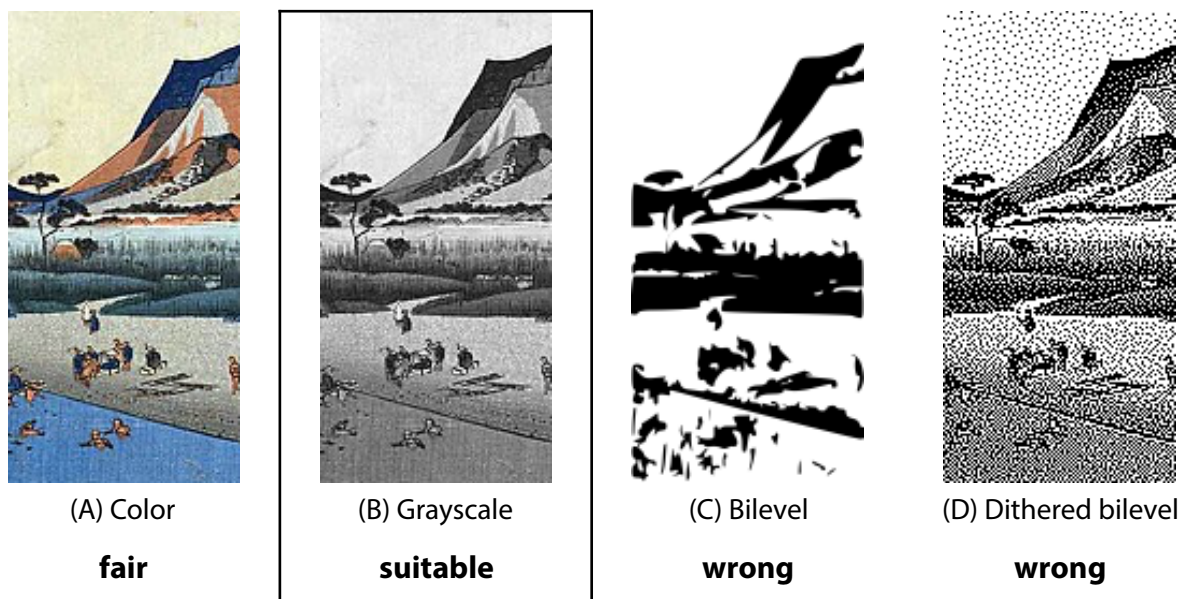 (A) Color
(B) Grayscale
(C) Bilevel
(D) Dithered bilevel
fair
suitable
wrong
wrong